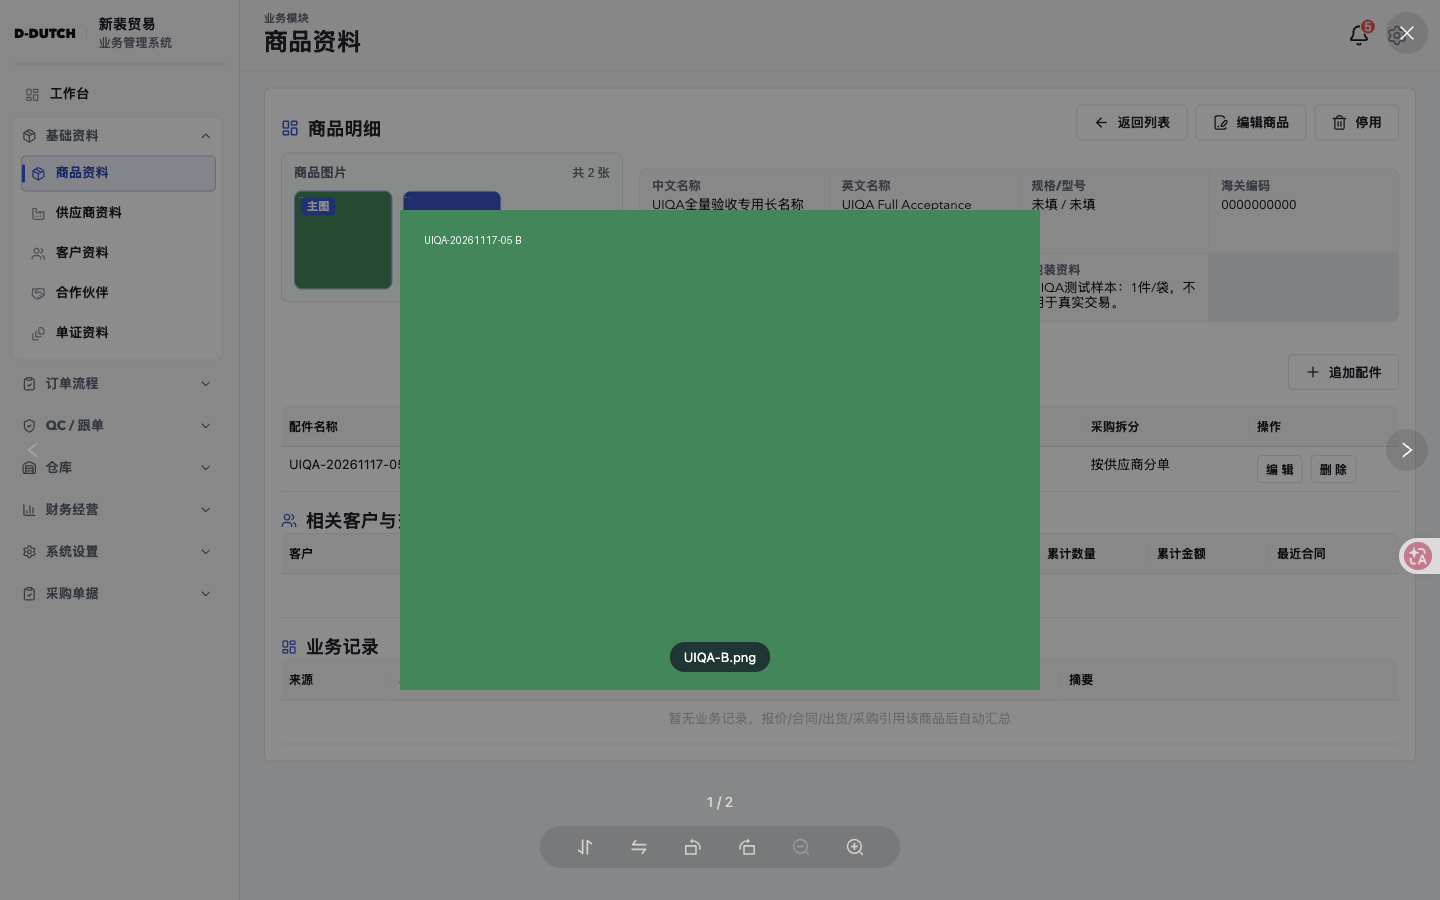 D-DUTCH
新裴贸易
业务管理系统
工作台
基础资料
商品资料
供应商资料
客户资料
合作伙伴
单证资料
订单流程
QC / 跟单
仓库
财务经营
系统设置
采购单据
业务模块
商品资料
5
商品明细
返回列表
编辑商品
停用
商品图片
共 2 张
主图
中文名称
UIQA全量验收专用长名称
英文名称
UIQA Full Acceptance
规格/型号
未填 / 未填
海关编码
0000000000
装资料
IQA测试样本：1件/袋，不
于真实交易。
追加配件
配件名称
采购拆分
操作
UIQA-20261117-05
按供应商分单
编 辑
删 除
相关客户与
客户
累计数量
累计金额
最近合同
业务记录
来源
摘要
暂无业务记录，报价/合同/出货/采购引用该商品后自动汇总
UIQA-20261117-05 B
UIQA-B.png
1 / 2